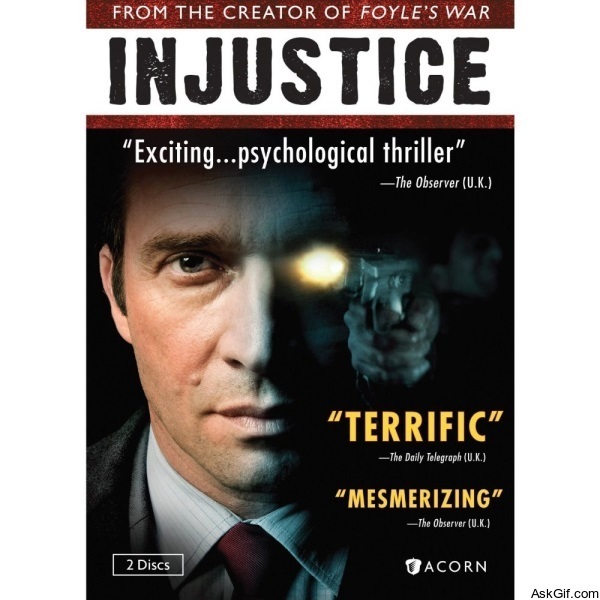 FROM THE CREATOR OF FOYLE'S WAR
INJUSTICE
“Exciting...psychological thriller”
—The Observer (U.K.)
“TERRIFIC”
—The Daily Telegraph (U.K.)
“MESMERIZING”
—The Observer (U.K.)
2 Discs
ACORN
AskGif.com